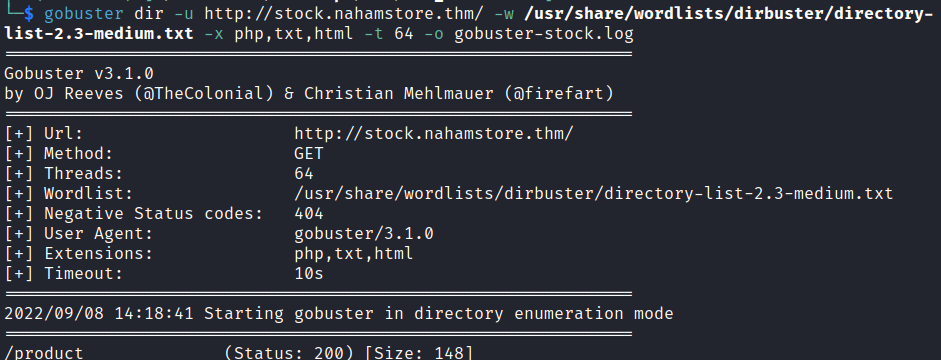 └─$ gobuster dir -u http://stock.nahamstore.thm/ -w /usr/share/wordlists/dirbuster/directory-
list-2.3-medium.txt -x php,txt,html -t 64 -o gobuster-stock.log
===============================================================
Gobuster v3.1.0
by OJ Reeves (@TheColonial) & Christian Mehlmauer (@firefart)
===============================================================
[+] Url:                     http://stock.nahamstore.thm/
[+] Method:                  GET
[+] Threads:                 64
[+] Wordlist:                /usr/share/wordlists/dirbuster/directory-list-2.3-medium.txt
[+] Negative Status codes:   404
[+] User Agent:              gobuster/3.1.0
[+] Extensions:              php,txt,html
[+] Timeout:                 10s
===============================================================
2022/09/08 14:18:41 Starting gobuster in directory enumeration mode
===============================================================
/product              (Status: 200) [Size: 148]